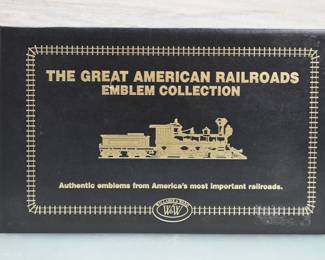 THE GREAT AMERICAN RAILROADS
EMBLEM COLLECTION
Authentic emblems from America's most important railroads.
W&W